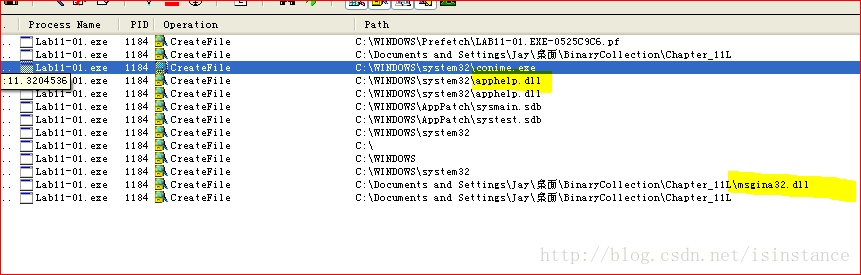 . Process Name PID Operation Path
.. Lab11-01.exe 1184 CreateFile C:\WINDOWS\Prefetch\LAB11-01.EXE-0525C9C6.pf
.. Lab11-01.exe 1184 CreateFile C:\Documents and Settings\Jay\桌面\BinaryCollection\Chapter_11L
.. Lab11-01.exe 1184 CreateFile C:\WINDOWS\system32\conime.exe
:11.3204536 1184 CreateFile C:\WINDOWS\system32\apphelp.dll
.. Lab11-01.exe 1184 CreateFile C:\WINDOWS\system32\apphelp.dll
.. Lab11-01.exe 1184 CreateFile C:\WINDOWS\AppPatch\sysmain.sdb
.. Lab11-01.exe 1184 CreateFile C:\WINDOWS\AppPatch\systest.sdb
.. Lab11-01.exe 1184 CreateFile C:\WINDOWS\system32
.. Lab11-01.exe 1184 CreateFile C:\
.. Lab11-01.exe 1184 CreateFile C:\WINDOWS
.. Lab11-01.exe 1184 CreateFile C:\WINDOWS\system32
.. Lab11-01.exe 1184 CreateFile C:\Documents and Settings\Jay\桌面\BinaryCollection\Chapter_11L\msgina32.dll
.. Lab11-01.exe 1184 CreateFile C:\Documents and Settings\Jay\桌面\BinaryCollection\Chapter_11L
http://blog.csdn.net/isinstance